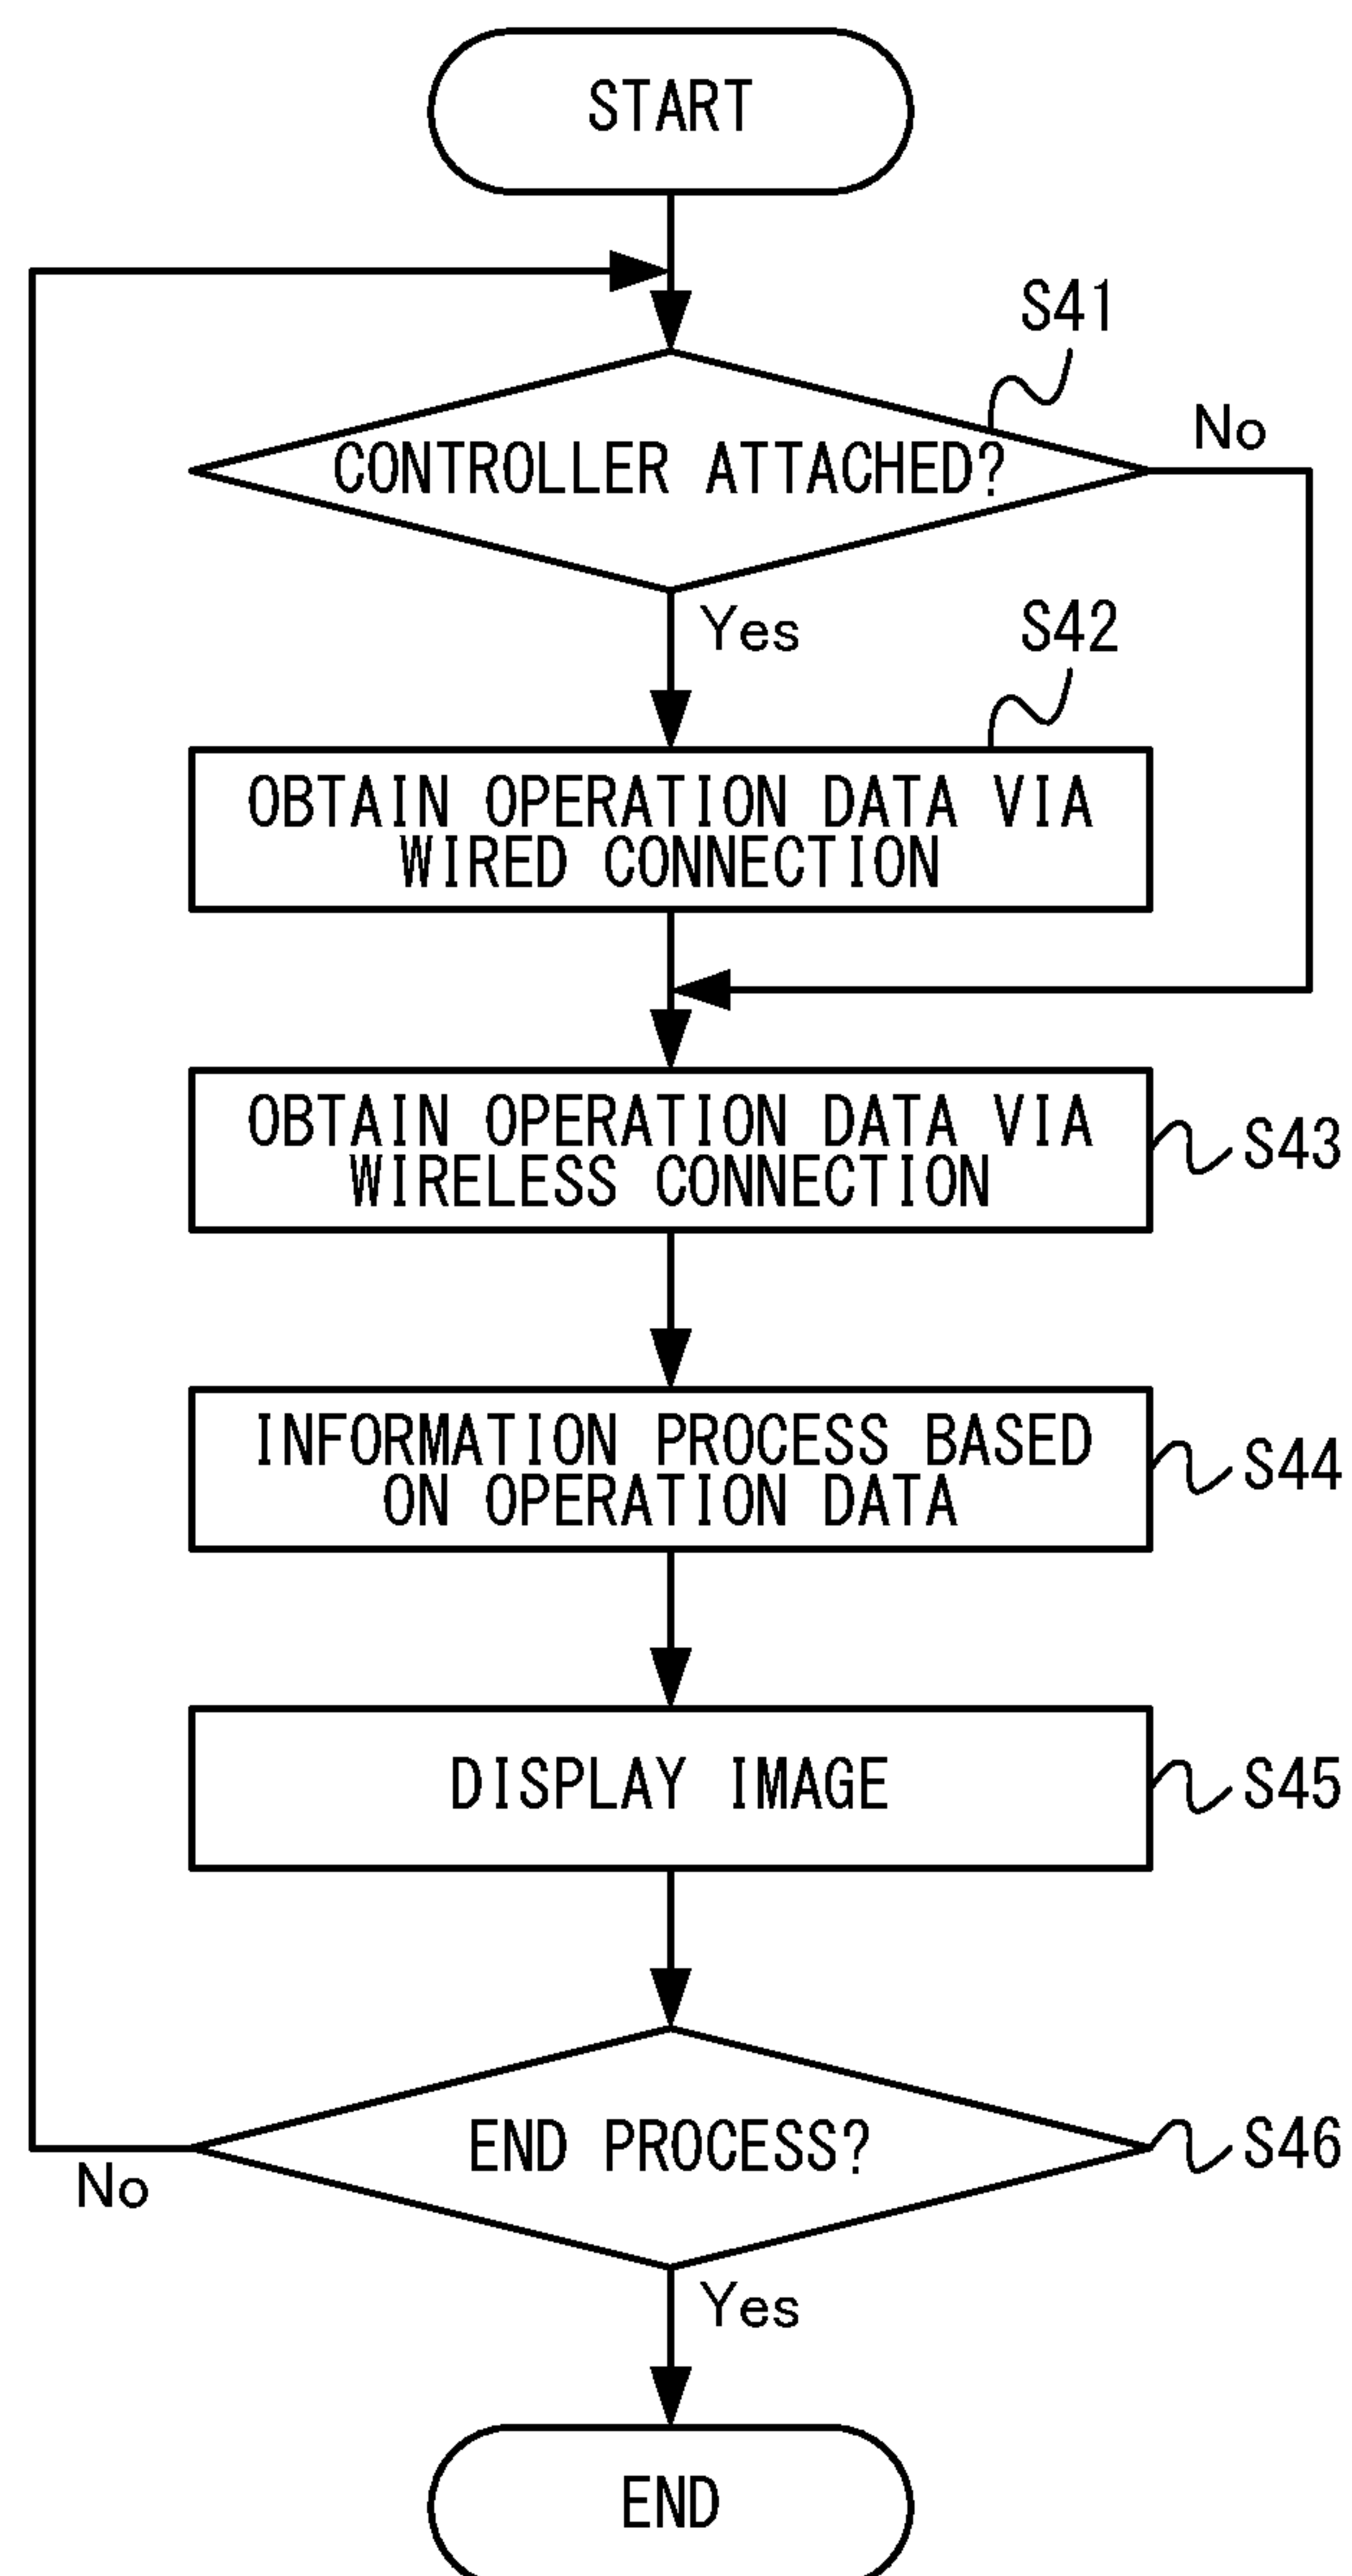 START
S41
CONTROLLER ATTACHED?
No
Yes
S42
OBTAIN OPERATION DATA VIA
WIRED CONNECTION
OBTAIN OPERATION DATA VIA
WIRELESS CONNECTION
S43
INFORMATION PROCESS BASED
ON OPERATION DATA
S44
DISPLAY IMAGE
S45
END PROCESS?
S46
No
Yes
END